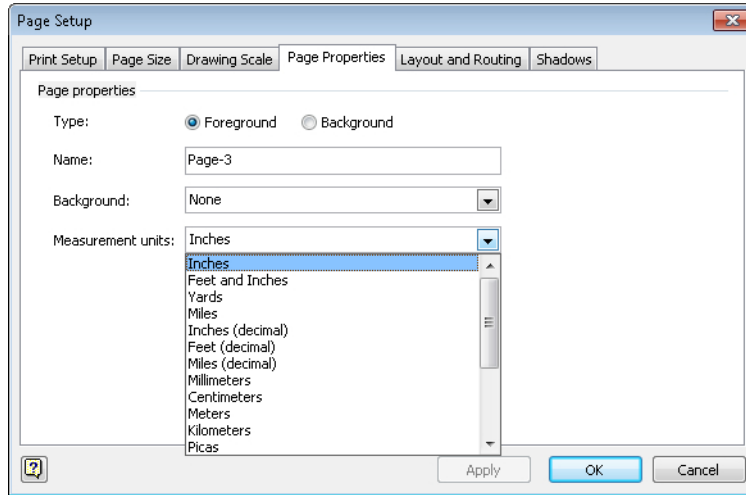 Page Setup
Print Setup Page Size Drawing Scale Page Properties Layout and Routing Shadows
Page properties
Type: Foreground Background
Name: Page-3
Background: None
Measurement units: Inches
Inches
Feet and Inches
Yards
Miles
Inches (decimal)
Feet (decimal)
Miles (decimal)
Millimeters
Centimeters
Meters
Kilometers
Picas
? Apply OK Cancel